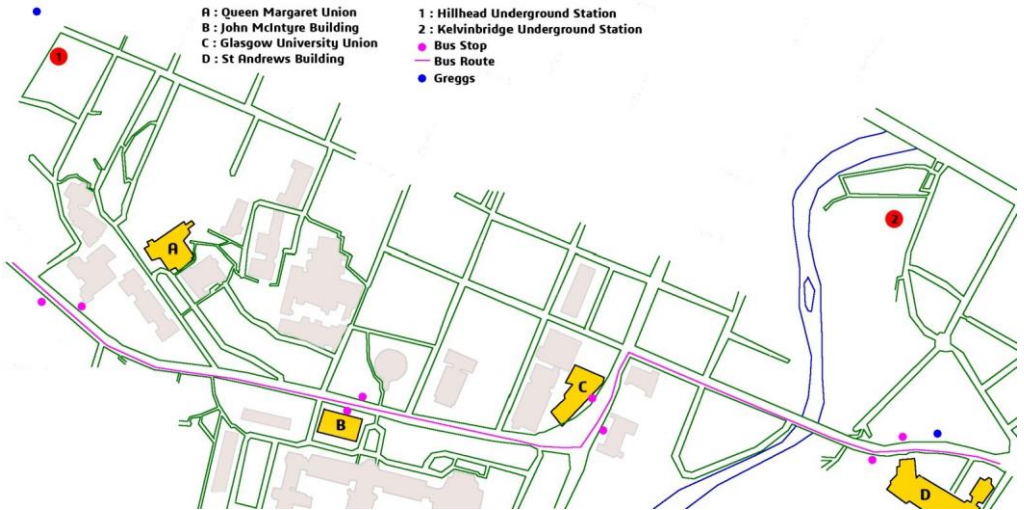 A : Queen Margaret Union
B : John McIntyre Building
C : Glasgow University Union
D : St Andrews Building
1 : Hillhead Underground Station
2 : Kelvinbridge Underground Station
Bus Stop
Bus Route
Greggs
1
2
A
B
C
D